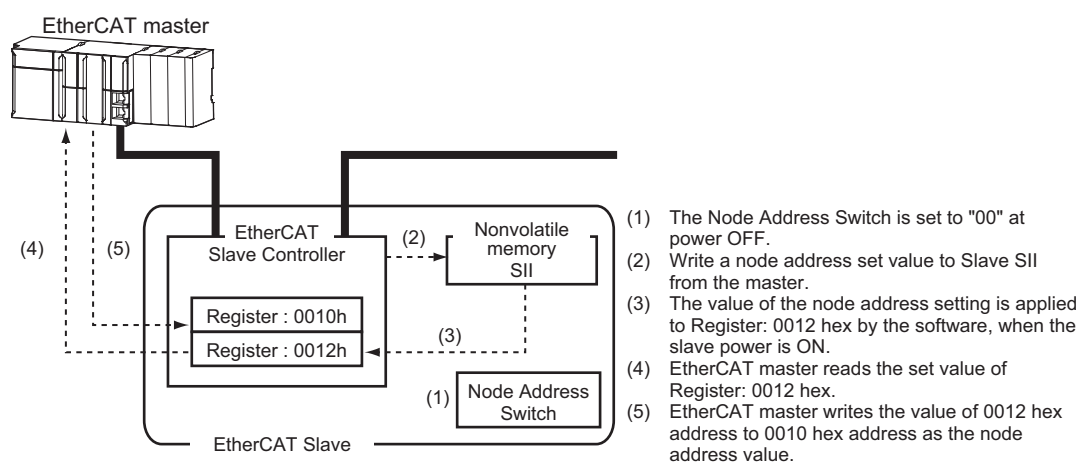 EtherCAT master
(4)
(5)
EtherCAT
Slave Controller
(2)
Nonvolatile
memory
SII
Register : 0010h
Register : 0012h
(3)
(1)
Node Address
Switch
EtherCAT Slave
(1) The Node Address Switch is set to "00" at
power OFF.
(2) Write a node address set value to Slave SII
from the master.
(3) The value of the node address setting is applied
to Register: 0012 hex by the software, when the
slave power is ON.
(4) EtherCAT master reads the set value of
Register: 0012 hex.
(5) EtherCAT master writes the value of 0012 hex
address to 0010 hex address as the node
address value.